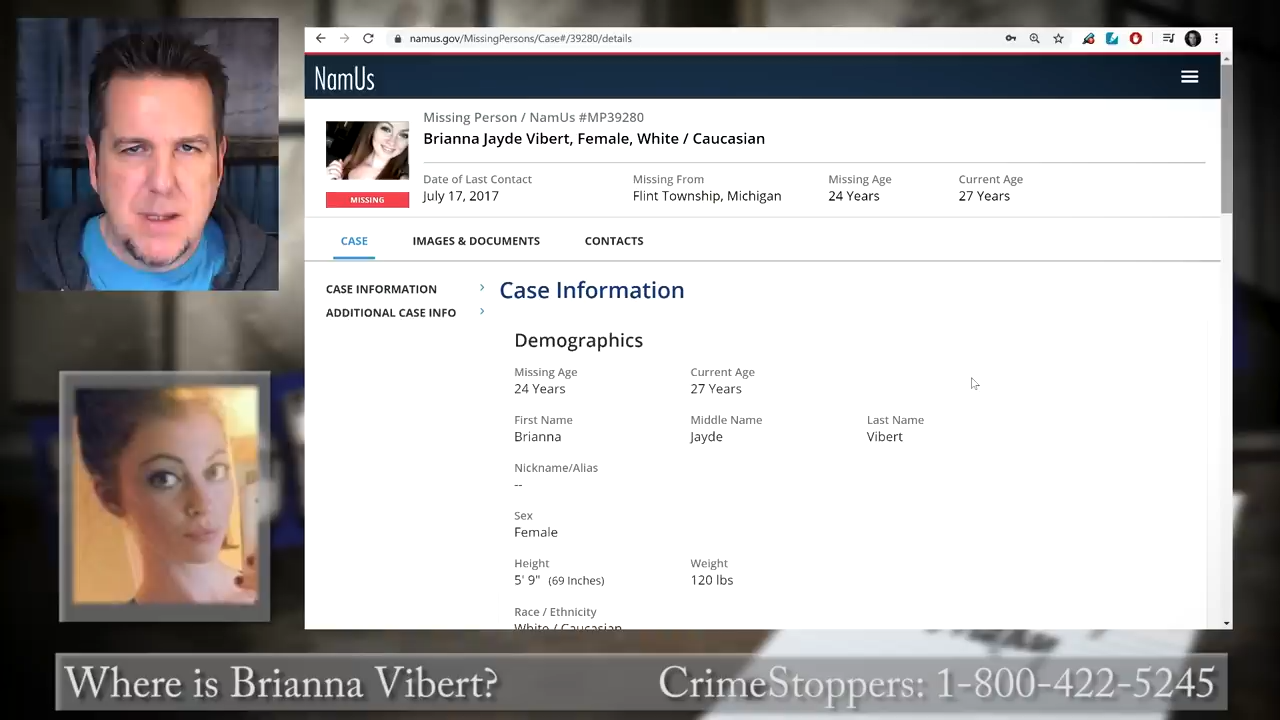 namus.gov/MissingPersons/Case#/39280/details
NamUs
Missing Person / NamUs #MP39280
Brianna Jayde Vibert, Female, White / Caucasian
Date of Last Contact Missing From Missing Age Current Age
July 17, 2017 Flint Township, Michigan 24 Years 27 Years
MISSING
CASE IMAGES & DOCUMENTS CONTACTS
CASE INFORMATION
ADDITIONAL CASE INFO
Case Information
Demographics
Missing Age Current Age
24 Years 27 Years
First Name Middle Name Last Name
Brianna Jayde Vibert
Nickname/Alias
--
Sex
Female
Height Weight
5' 9" (69 Inches) 120 lbs
Race / Ethnicity
White / Caucasian
Where is Brianna Vibert? CrimeStoppers: 1-800-422-5245